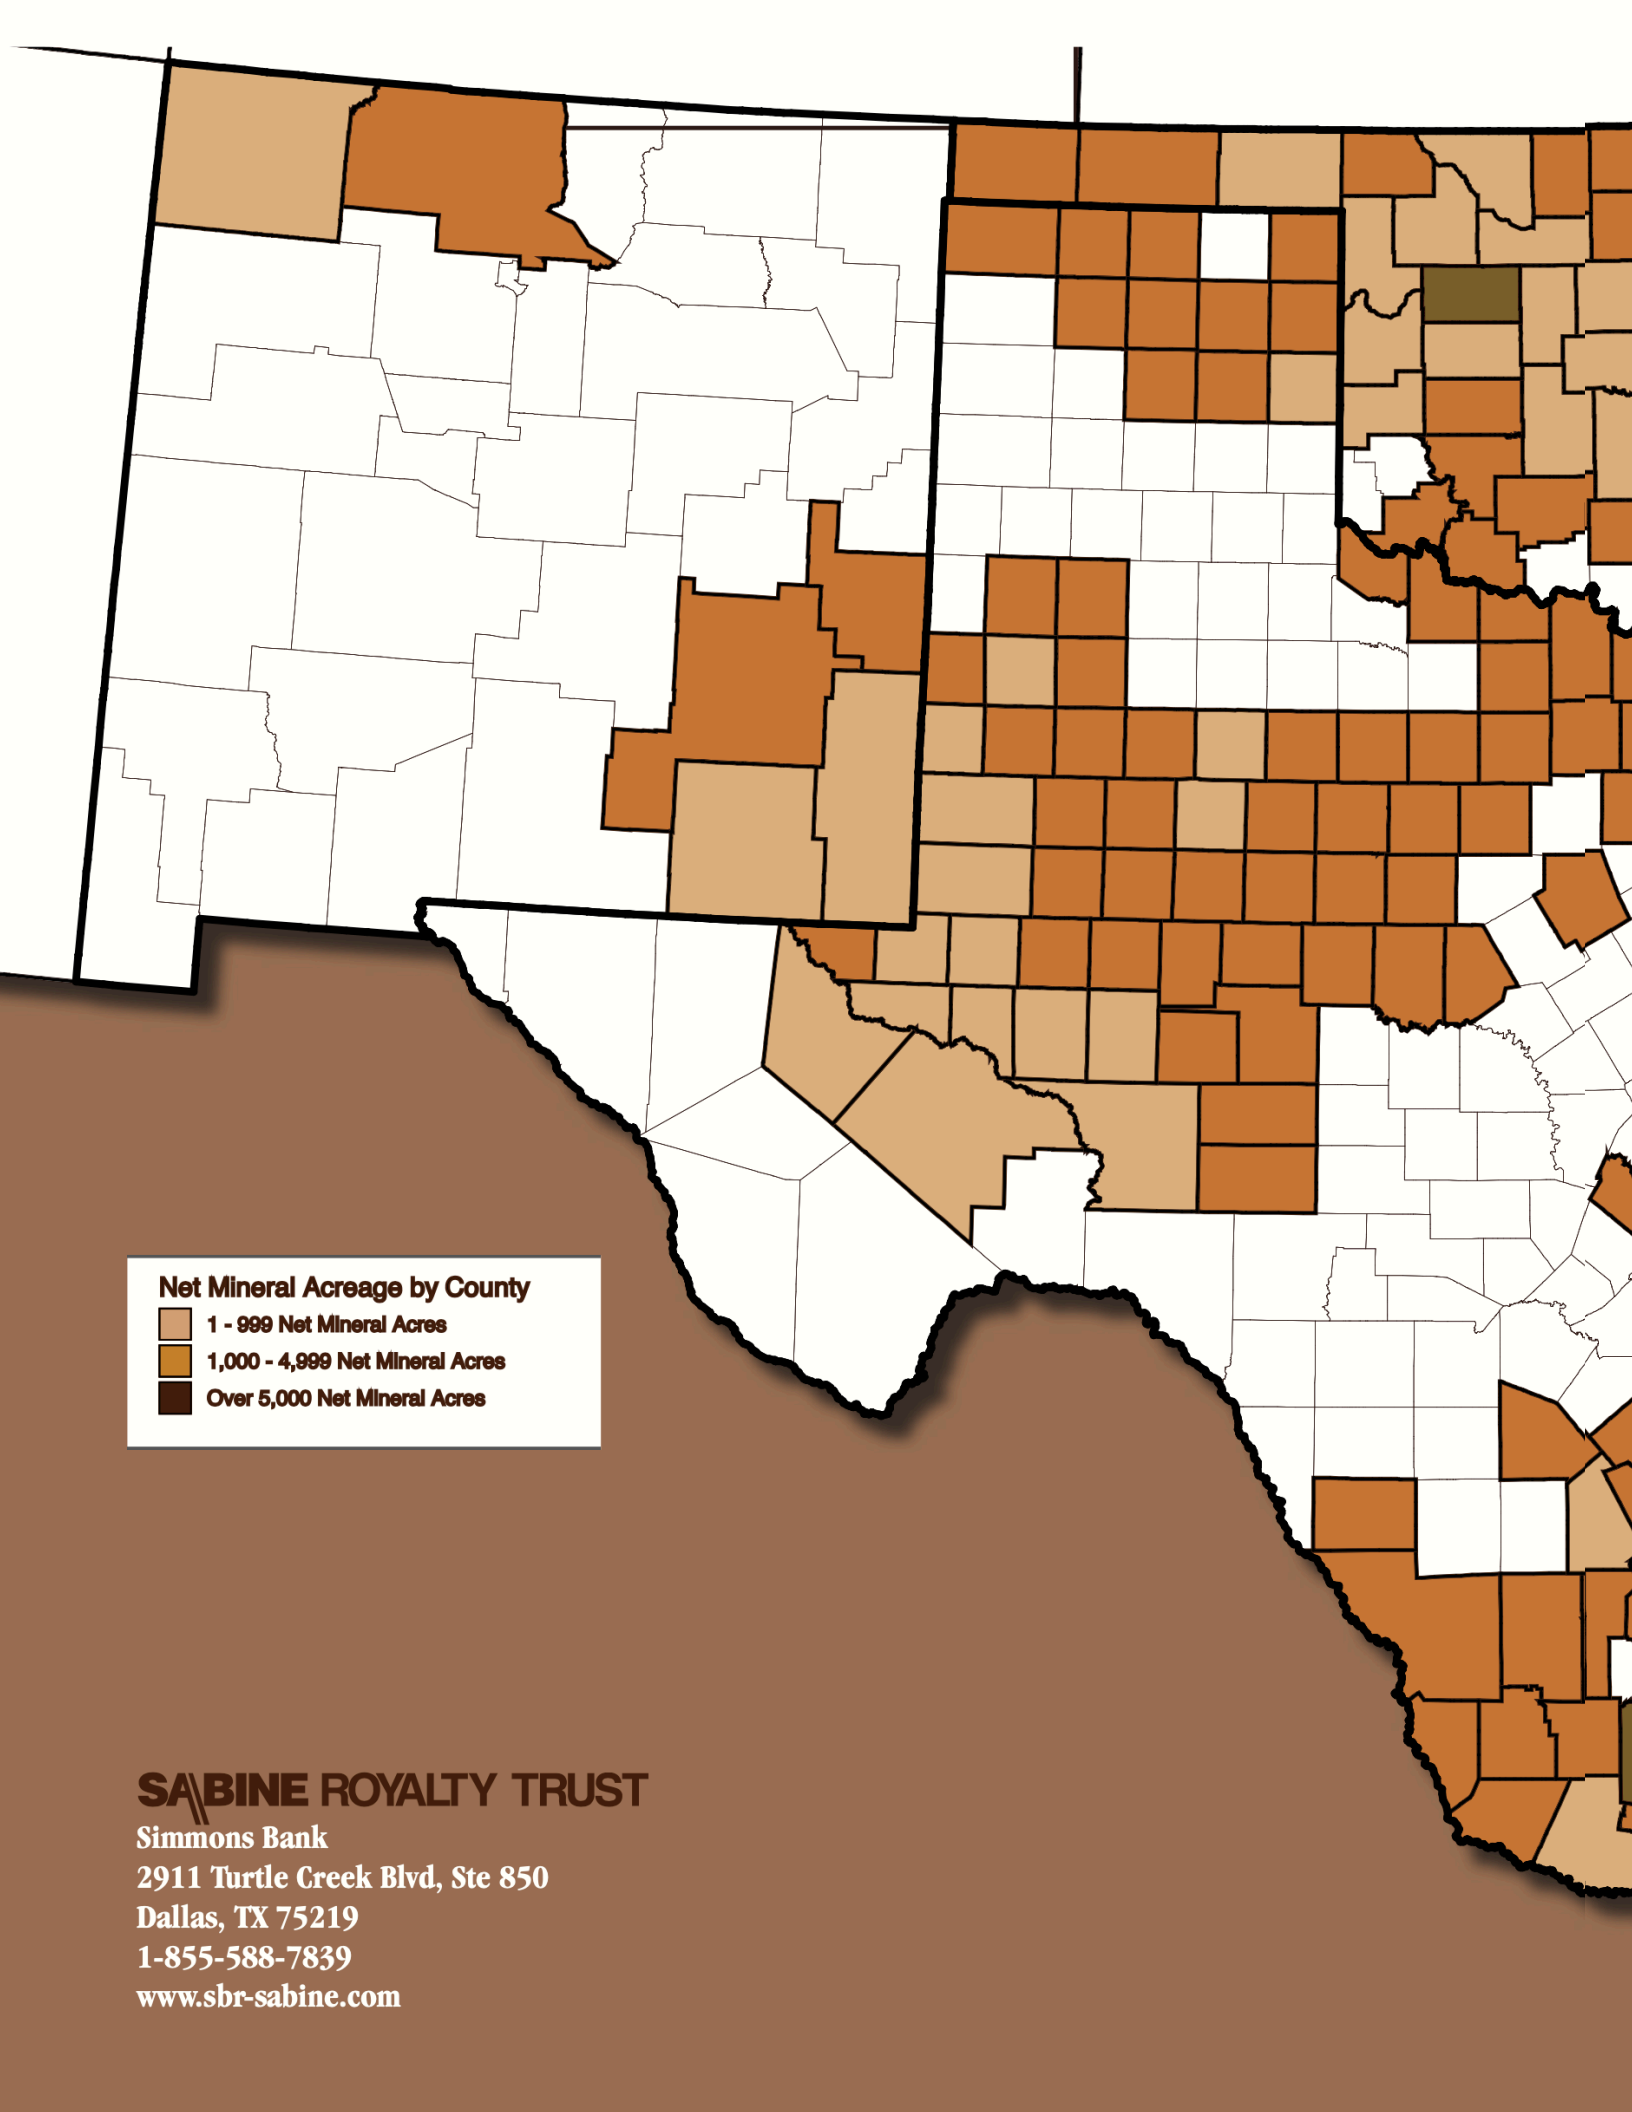 Net Mineral Acreage by County
1 - 999 Net Mineral Acres
1,000 - 4,999 Net Mineral Acres
Over 5,000 Net Mineral Acres
SABINE ROYALTY TRUST
Simmons Bank
2911 Turtle Creek Blvd, Ste 850
Dallas, TX 75219
1-855-588-7839
www.sbr-sabine.com